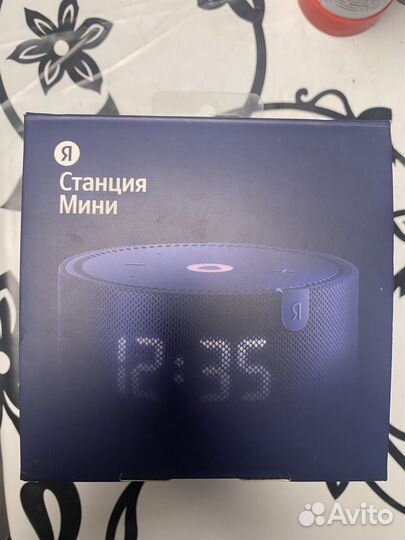 Я
Станция
Мини
Я
12:35
Avito